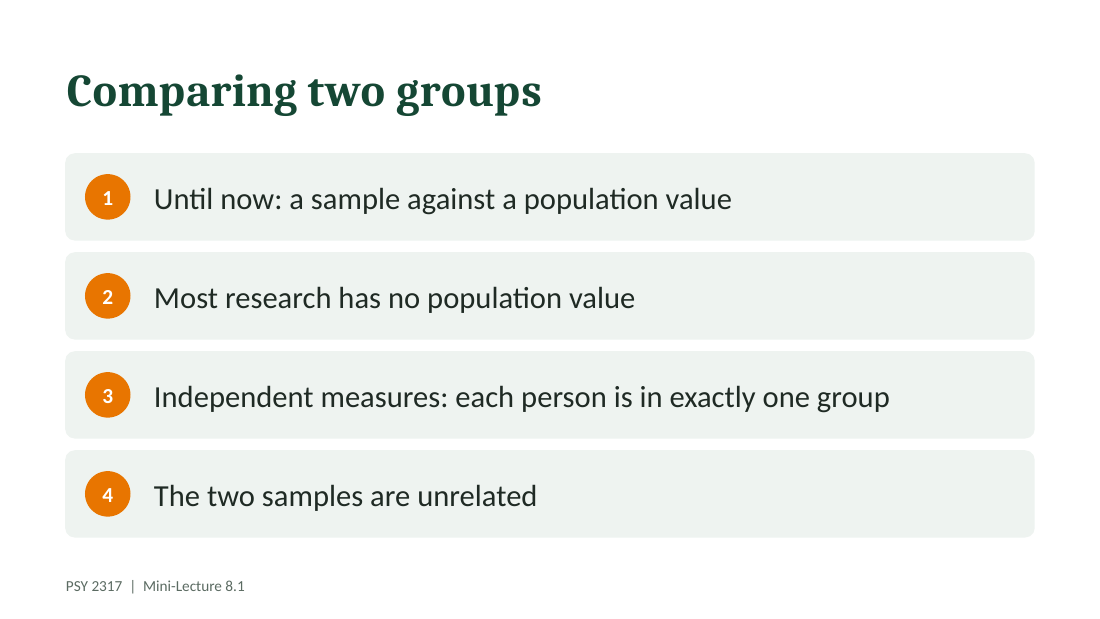 Comparing two groups
1 Until now: a sample against a population value
2 Most research has no population value
3 Independent measures: each person is in exactly one group
4 The two samples are unrelated
PSY 2317 | Mini-Lecture 8.1